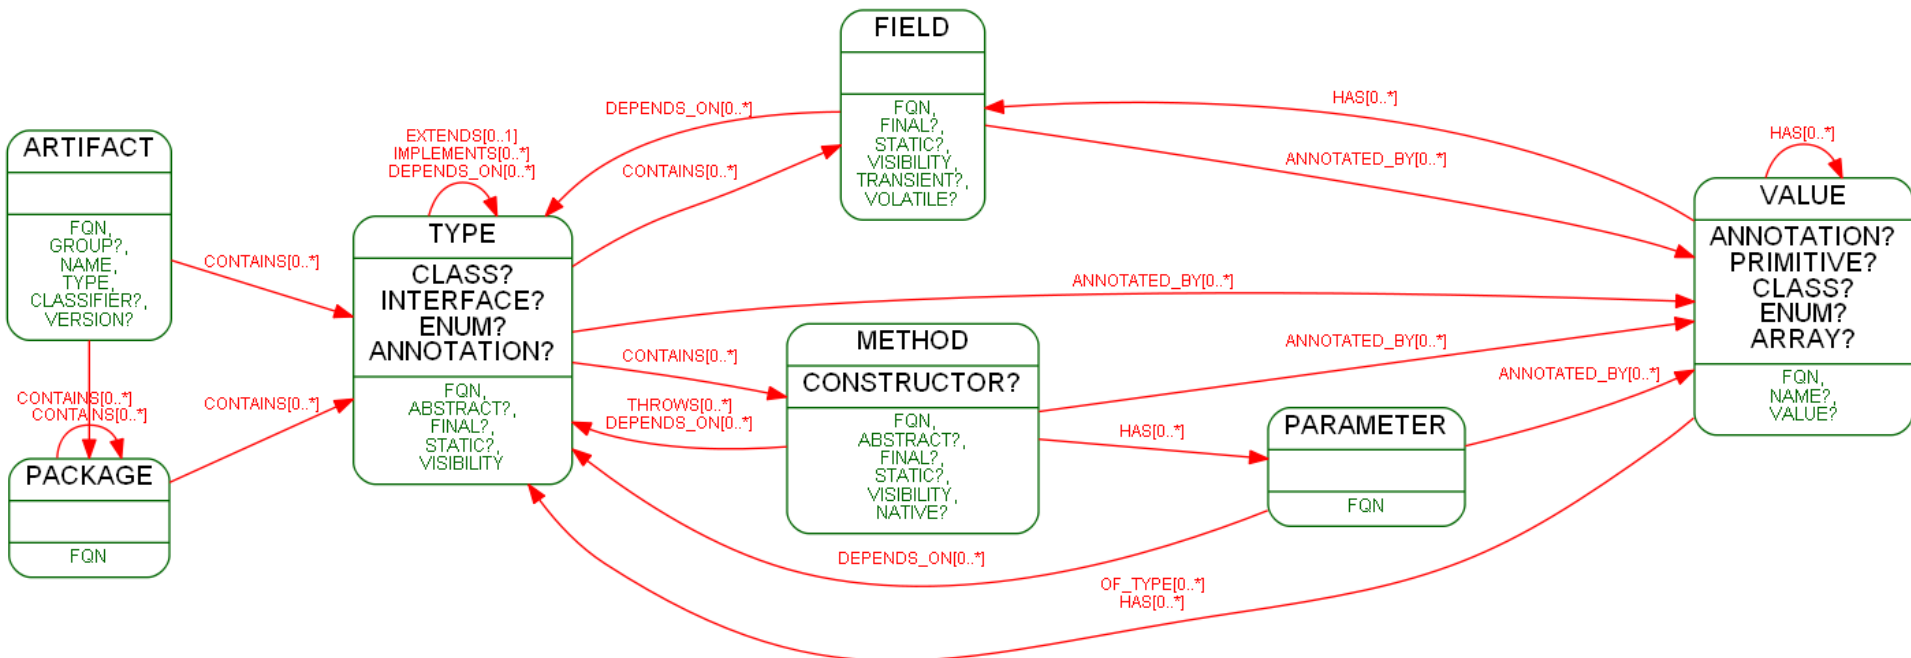 FIELD
FQN,
FINAL?,
STATIC?,
VISIBILITY,
TRANSIENT?,
VOLATILE?
DEPENDS_ON[0..*]
HAS[0..*]
ARTIFACT
FQN,
GROUP?,
NAME,
TYPE,
CLASSIFIER?,
VERSION?
EXTENDS[0..1]
IMPLEMENTS[0..*]
DEPENDS_ON[0..*]
CONTAINS[0..*]
ANNOTATED_BY[0..*]
HAS[0..*]
VALUE
ANNOTATION?
PRIMITIVE?
CLASS?
ENUM?
ARRAY?
FQN,
NAME?,
VALUE?
TYPE
CLASS?
INTERFACE?
ENUM?
ANNOTATION?
FQN,
ABSTRACT?,
FINAL?,
STATIC?,
VISIBILITY
CONTAINS[0..*]
ANNOTATED_BY[0..*]
METHOD
CONSTRUCTOR?
FQN,
ABSTRACT?,
FINAL?,
STATIC?,
VISIBILITY,
NATIVE?
CONTAINS[0..*]
ANNOTATED_BY[0..*]
ANNOTATED_BY[0..*]
CONTAINS[0..*]
CONTAINS[0..*]
CONTAINS[0..*]
THROWS[0..*]
DEPENDS_ON[0..*]
HAS[0..*]
PARAMETER
FQN
PACKAGE
FQN
DEPENDS_ON[0..*]
OF_TYPE[0..*]
HAS[0..*]